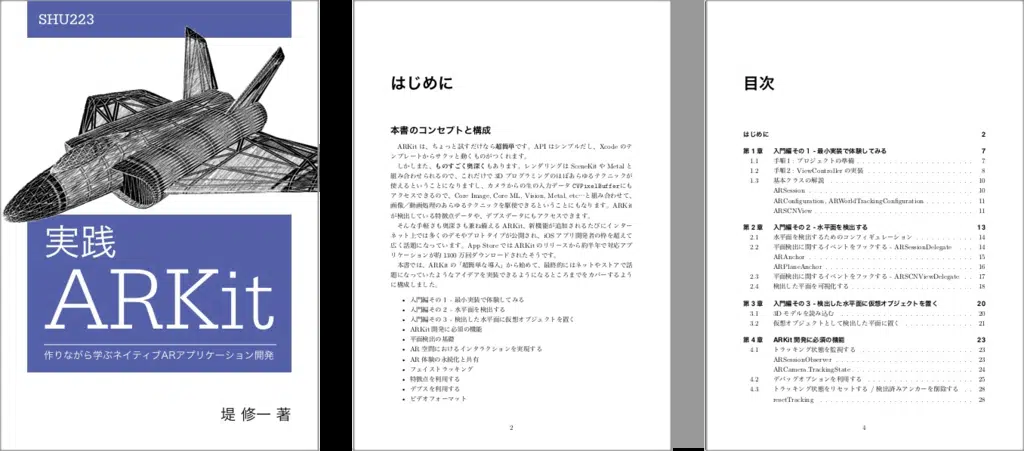 SHU223
実践
ARKit
作りながら学ぶネイティブARアプリケーション開発
堤 修一 著
はじめに
本書のコンセプトと構成
ARKit は、ちょっと試すだけなら超簡単です。API はシンプルだし、Xcode のテ
ンプレートからサクッと動くものがつくれます。
しかしまた、ものすごく奥深くもあります。レンダリングは SceneKit や Metal と
組み合わせられるので、これだけで 3D プログラミングのほぼあらゆるテクニックが
使えるということになりますし、カメラからの生の入力データ CVPixelBuffer にも
アクセスできるので、Core Image, Core ML, Vision, Metal, etc…と組み合わせて、
画像／動画処理のあらゆるテクニックを駆使できるということにもなります。ARKit
が検出している特徴点データや、デプスデータにもアクセスできます。
そんな手軽さも奥深さも兼ね備える ARKit、新機能が追加されるたびにインター
ネット上では多くのデモやプロトタイプが公開され、iOS アプリ開発者の枠を超えて
広く話題になっています。App Store では ARKit のリリースから約半年で対応アプ
リケーションが約 1300 万回ダウンロードされたそうです。
本書では、ARKit の「超簡単な導入」から始めて、最終的にはネットやストアで話
題になっていたようなアイデアを実装できるようになるところまでをカバーするよう
に構成しました。
• 入門編その 1 - 最小実装で体験してみる
• 入門編その 2 - 水平面を検出する
• 入門編その 3 - 検出した水平面に仮想オブジェクトを置く
• ARKit 開発に必須の機能
• 平面検出の基礎
• AR 空間におけるインタラクションを実現する
• AR 体験の永続化と共有
• フェイストラッキング
• 特徴点を利用する
• デプスを利用する
• ビデオフォーマット
2
目次
はじめに 2
第 1 章 入門編その 1 - 最小実装で体験してみる 7
1.1 手順 1 : プロジェクトの準備 . . . 7
1.2 手順 2 : ViewController の実装 . . . 8
1.3 基本クラスの解説 . . . 10
ARSession . . . 10
ARConfiguration, ARWorldTrackingConfiguration . . . 11
ARSCNView . . . 11
第 2 章 入門編その 2 - 水平面を検出する 13
2.1 水平面を検出するためのコンフィギュレーション . . . 14
2.2 平面検出に関するイベントをフックする - ARSessionDelegate . . . 14
ARAnchor . . . 15
ARPlaneAnchor . . . 16
2.3 平面検出に関するイベントをフックする - ARSCNViewDelegate . . . 17
2.4 検出した平面を可視化する . . . 18
第 3 章 入門編その 3 - 検出した水平面に仮想オブジェクトを置く 20
3.1 3D モデルを読み込む . . . 20
3.2 仮想オブジェクトとして検出した平面に置く . . . 21
第 4 章 ARKit 開発に必須の機能 23
4.1 トラッキング状態を監視する . . . 23
ARSessionObserver . . . 23
ARCamera.TrackingState . . . 24
4.2 デバッグオプションを利用する . . . 25
4.3 トラッキング状態をリセットする / 検出済みアンカーを削除する . . . 28
resetTracking . . . 28
4